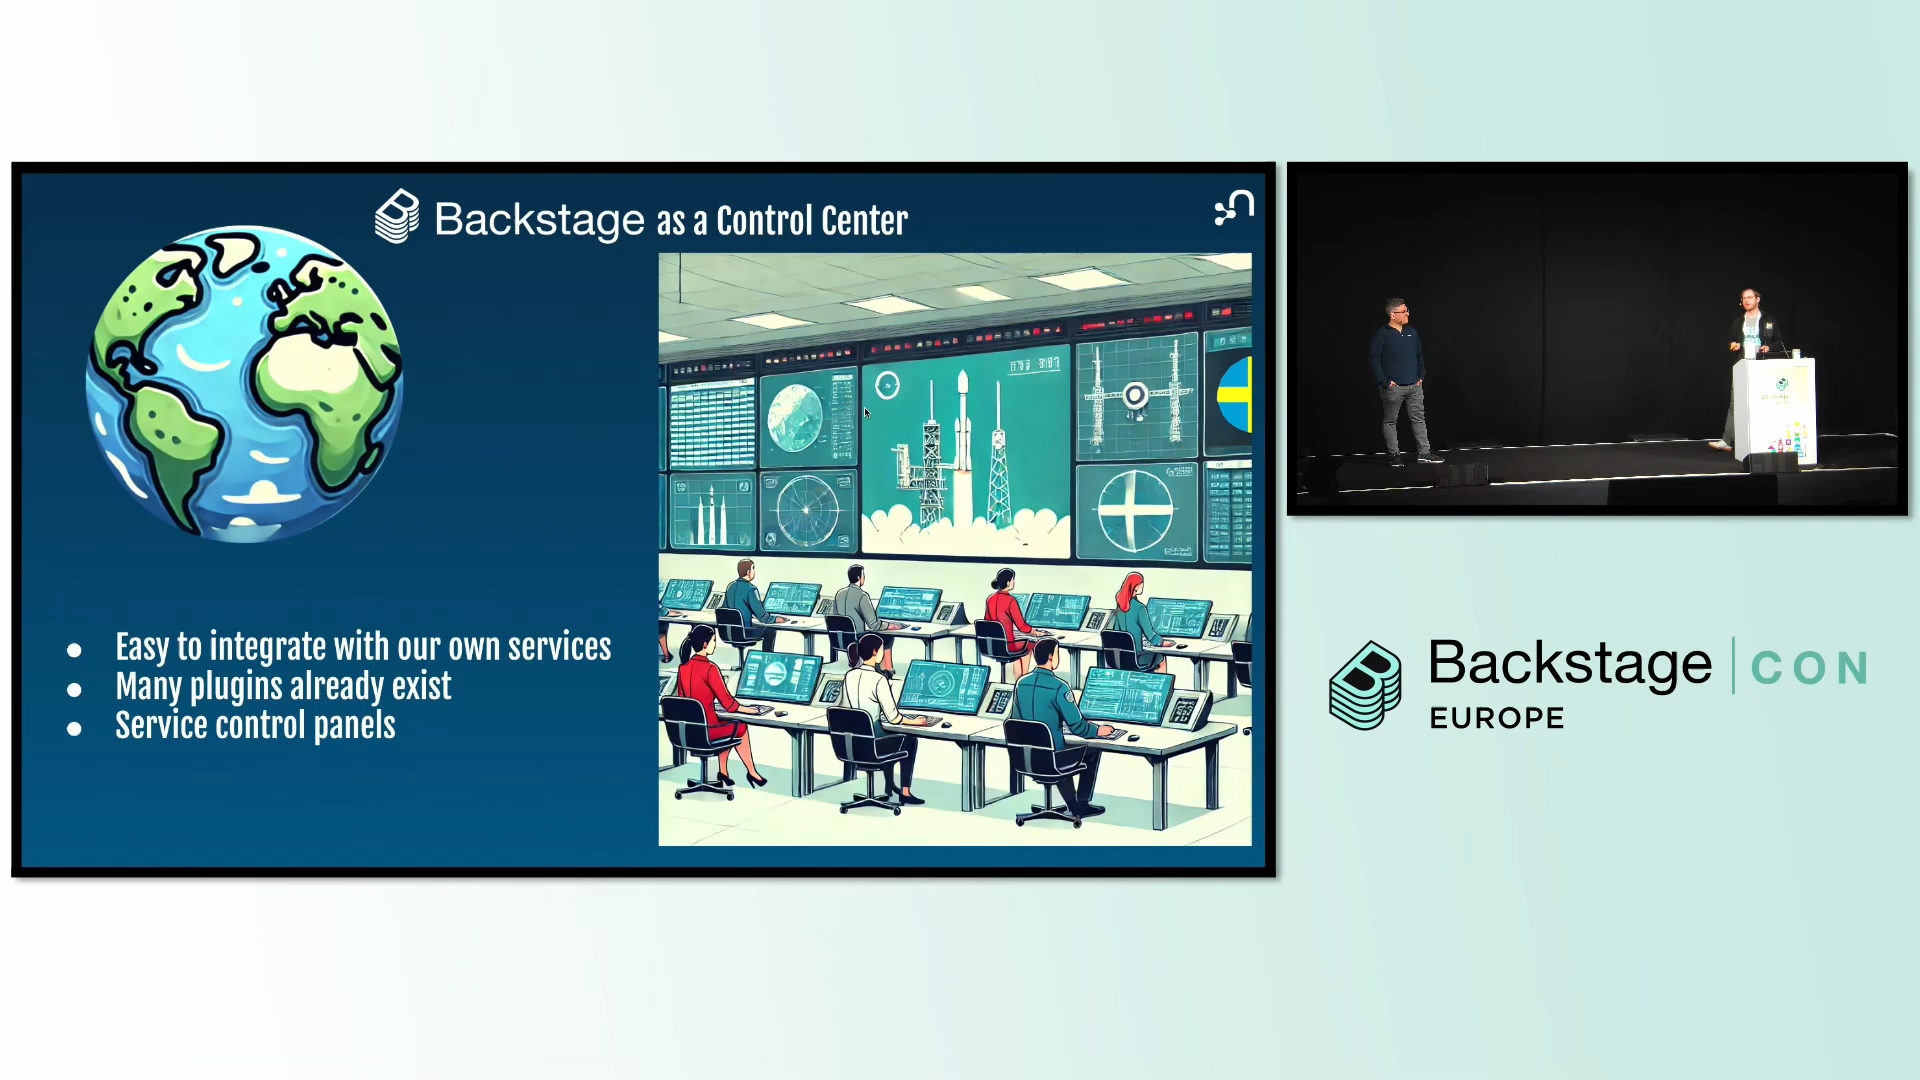 Backstage as a Control Center
Easy to integrate with our own services
Many plugins already exist
Service control panels
Backstage CON
EUROPE